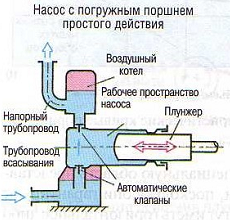 Насос с погружным поршнем
простого действия
Воздушный
котел
Рабочее пространство
насоса
Плунжер
Напорный
трубопровод
Трубопровод
всасывания
Автоматические
клапаны